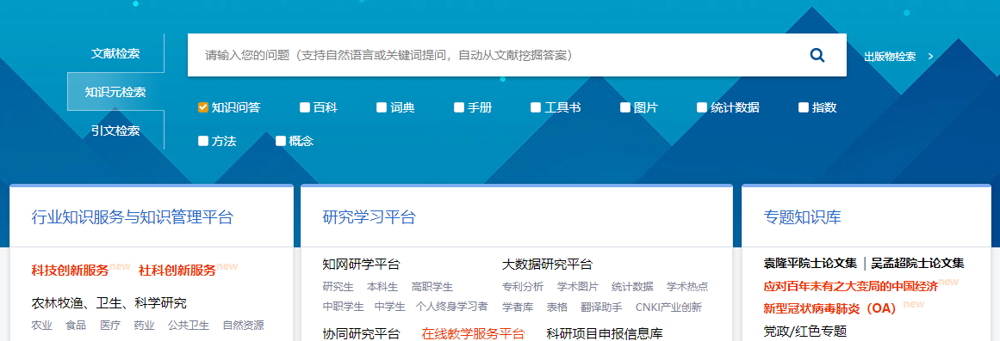 文献检索
请输入您的问题（支持自然语言或关键词提问，自动从文献挖掘答案）
出版物检索 >
知识元检索
引文检索
知识问答 百科 词典 手册 工具书 图片 统计数据 指数
方法 概念
行业知识服务与知识管理平台
科技创新服务new 社科创新服务new
农林牧渔、卫生、科学研究
农业 食品 医疗 药业 公共卫生 自然资源
研究学习平台
知网研学平台 大数据研究平台
研究生 本科生 高职学生 专利分析 学术图片 统计数据 学术热点
中职学生 中学生 个人终身学习者 学者库 表格 翻译助手 CNKI产业创新
协同研究平台 在线教学服务平台 科研项目申报信息库
专题知识库
袁隆平院士论文集 | 吴孟超院士论文集
应对百年未有之大变局的中国经济new
新型冠状病毒肺炎（OA）new
党政/红色专题